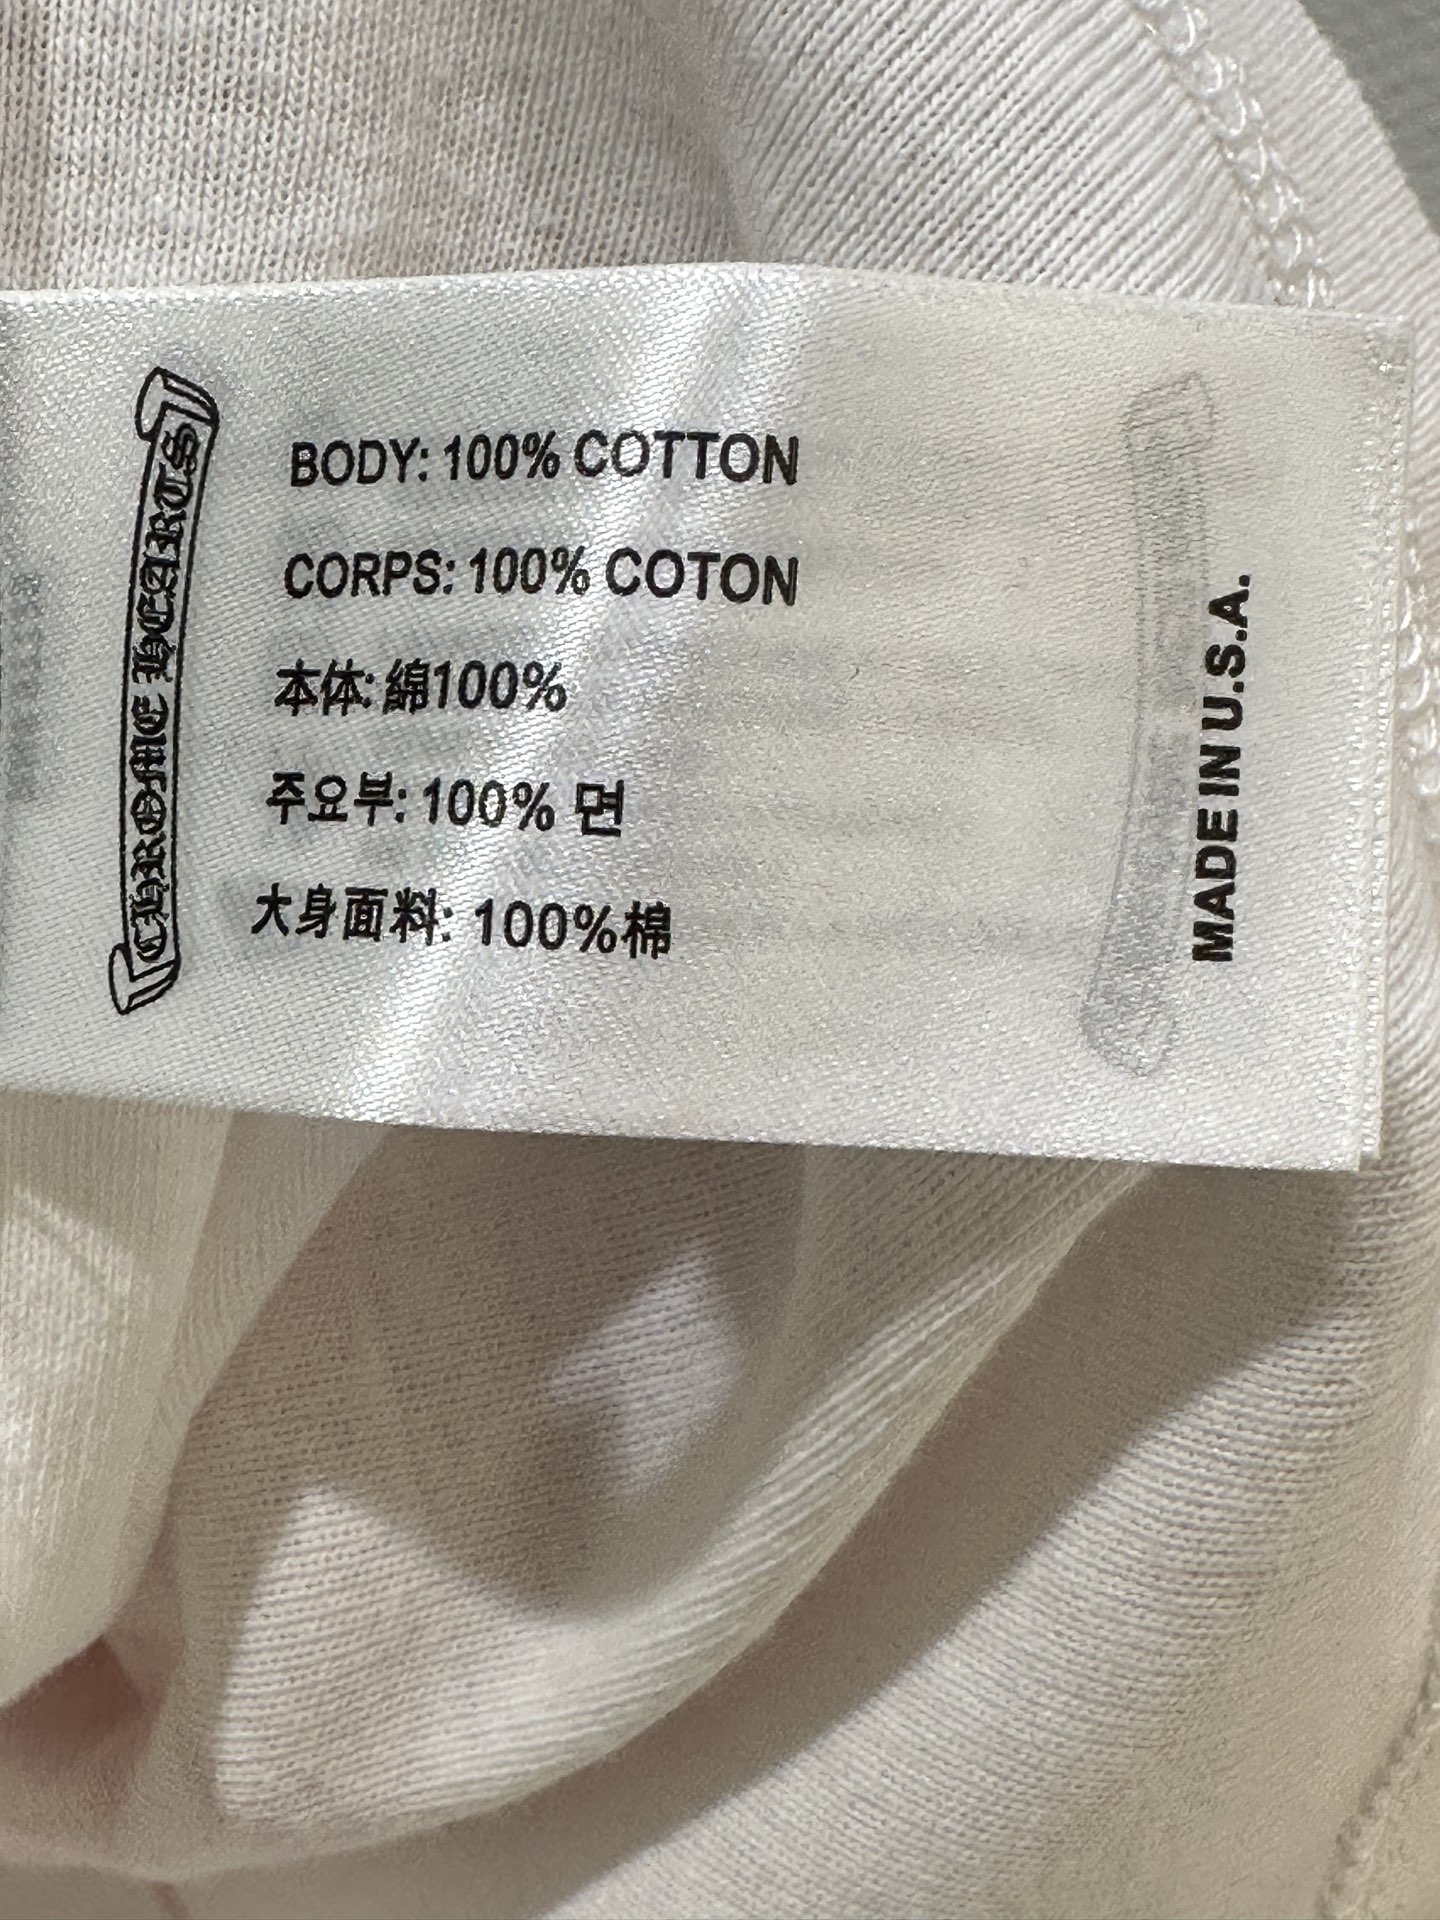 CHROME HEARTS
BODY: 100% COTTON
CORPS: 100% COTON
本体: 綿100%
주요부: 100% 면
大身面料: 100%棉
MADE IN U.S.A.